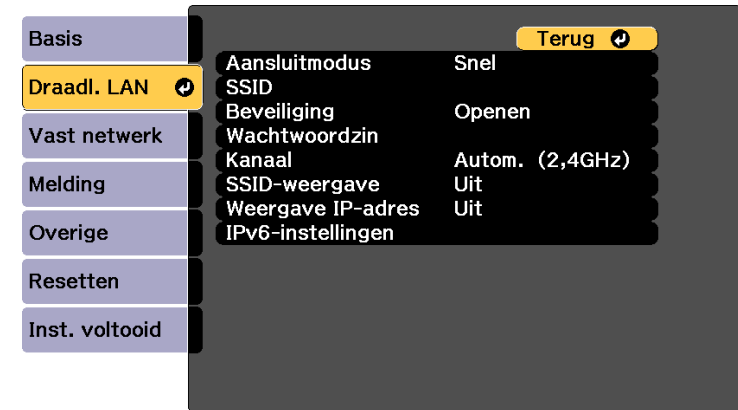 Basis
Draadl. LAN
Vast netwerk
Melding
Overige
Resetten
Inst. voltooid
Terug
Aansluitmodus Snel
SSID
Beveiliging Openen
Wachtwoordzin
Kanaal Autom. (2,4GHz)
SSID-weergave Uit
Weergave IP-adres Uit
IPv6-instellingen